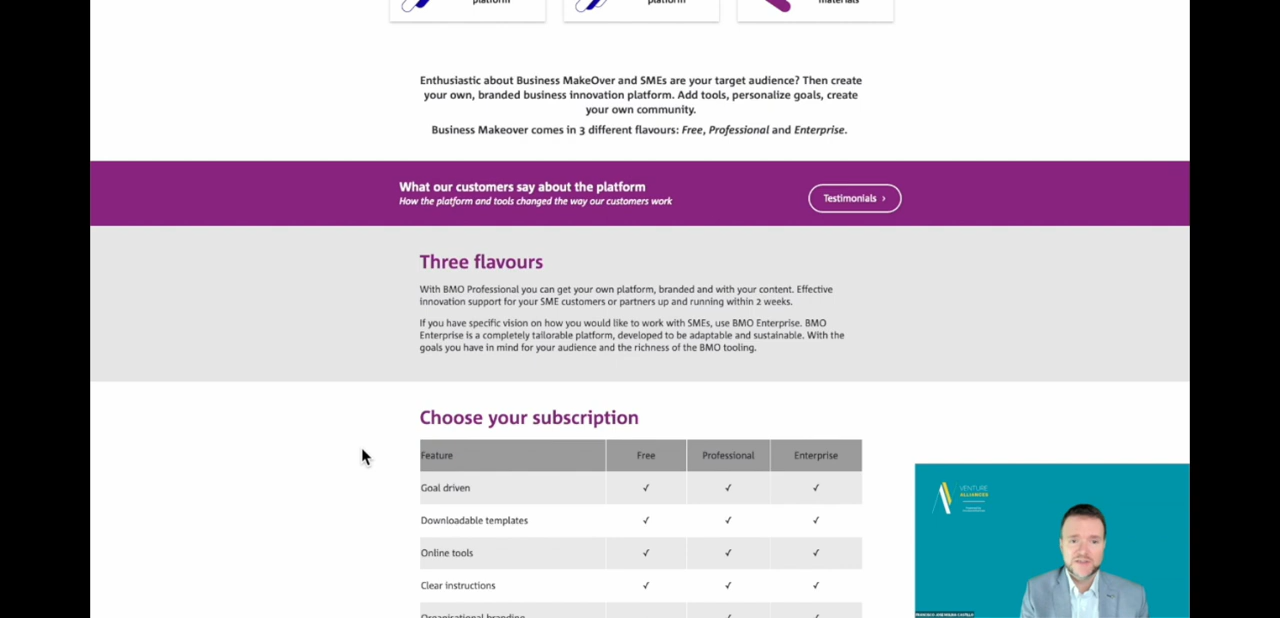 platform
platform
materials
Enthusiastic about Business MakeOver and SMEs are your target audience? Then create
your own, branded business innovation platform. Add tools, personalize goals, create
your own community.
Business Makeover comes in 3 different flavours: Free, Professional and Enterprise.
What our customers say about the platform
How the platform and tools changed the way our customers work
Testimonials ›
Three flavours
With BMO Professional you can get your own platform, branded and with your content. Effective
innovation support for your SME customers or partners up and running within 2 weeks.
If you have specific vision on how you would like to work with SMEs, use BMO Enterprise. BMO
Enterprise is a completely tailorable platform, developed to be adaptable and sustainable. With the
goals you have in mind for your audience and the richness of the BMO tooling.
Choose your subscription
Feature Free Professional Enterprise
Goal driven ✓ ✓ ✓
Downloadable templates ✓ ✓ ✓
Online tools ✓ ✓ ✓
Clear instructions ✓ ✓ ✓
Organisational branding ✓ ✓
VENTURE
ALLIANCES